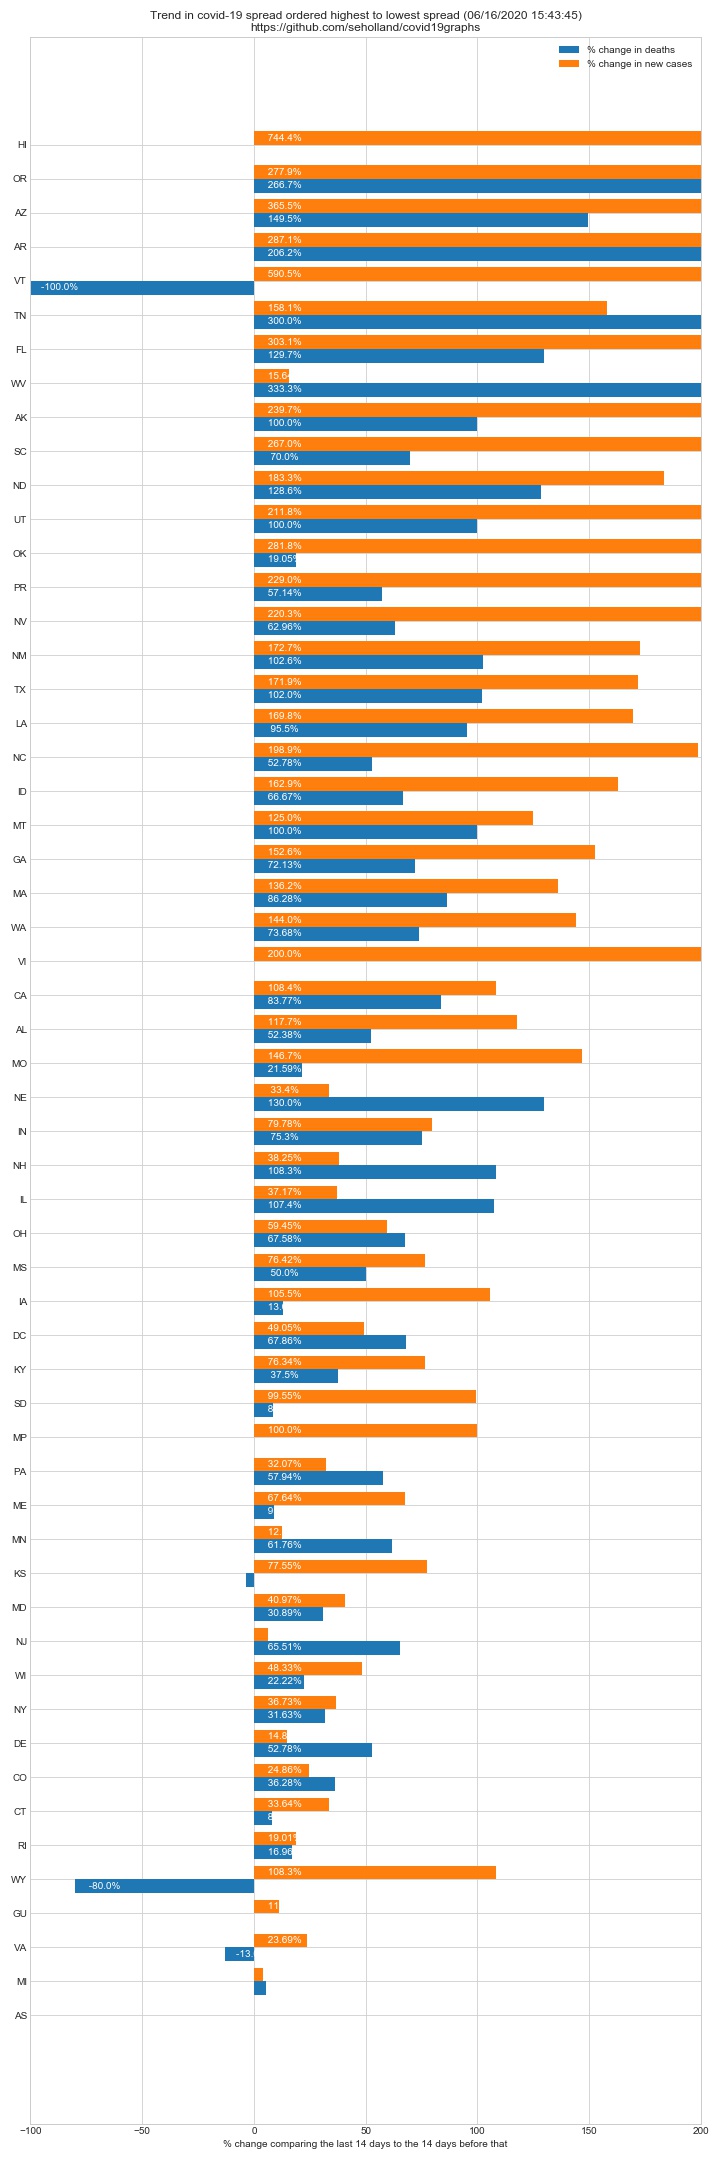 Trend in covid-19 spread ordered highest to lowest spread (06/16/2020 15:43:45)
https://github.com/seholland/covid19graphs
% change in deaths
% change in new cases
HI 744.4%
OR 277.9%
266.7%
AZ 365.5%
149.5%
AR 287.1%
206.2%
VT 590.5%
-100.0%
TN 158.1%
300.0%
FL 303.1%
129.7%
WV 15.6
333.3%
AK 239.7%
100.0%
SC 267.0%
70.0%
ND 183.3%
128.6%
UT 211.8%
100.0%
OK 281.8%
19.05%
PR 229.0%
57.14%
NV 220.3%
62.96%
NM 172.7%
102.6%
TX 171.9%
102.0%
LA 169.8%
95.5%
NC 198.9%
52.78%
ID 162.9%
66.67%
MT 125.0%
100.0%
GA 152.6%
72.13%
MA 136.2%
86.28%
WA 144.0%
73.68%
VI 200.0%
CA 108.4%
83.77%
AL 117.7%
52.38%
MO 146.7%
21.59%
NE 33.4%
130.0%
IN 79.78%
75.3%
NH 38.25%
108.3%
IL 37.17%
107.4%
OH 59.45%
67.58%
MS 76.42%
50.0%
IA 105.5%
13.
DC 49.05%
67.86%
KY 76.34%
37.5%
SD 99.55%
8
MP 100.0%
PA 32.07%
57.94%
ME 67.64%
9
MN 12.
61.76%
KS 77.55%
MD 40.97%
30.89%
NJ
65.51%
WI 48.33%
22.22%
NY 36.73%
31.63%
DE 14.8
52.78%
CO 24.86%
36.28%
CT 33.64%
8
RI 19.01%
16.96
WY 108.3%
-80.0%
GU 11
VA 23.69%
-13.
MI
AS
−100 −50 0 50 100 150 200
% change comparing the last 14 days to the 14 days before that